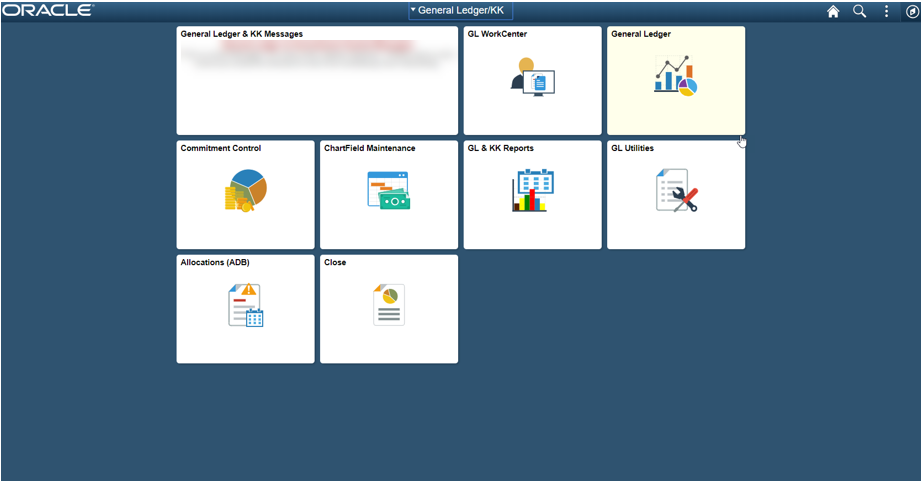 ORACLE®
General Ledger/KK
General Ledger & KK Messages
GL WorkCenter
General Ledger
Commitment Control
ChartField Maintenance
GL & KK Reports
GL Utilities
Allocations (ADB)
Close